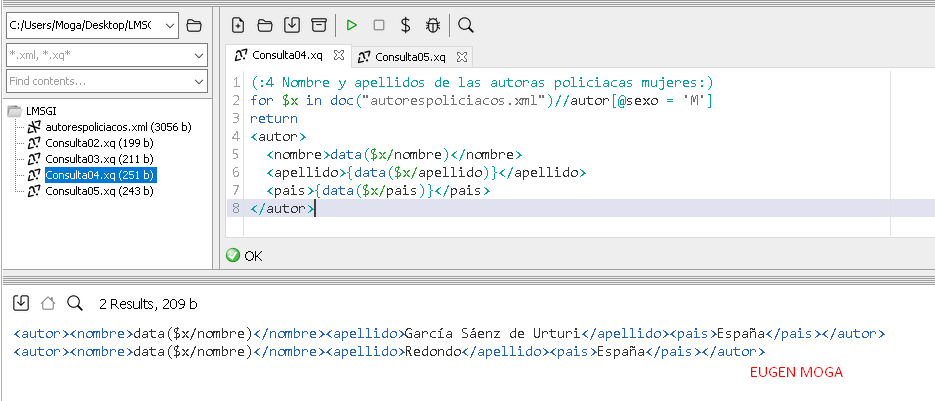 C:/Users/Moga/Desktop/LMSG
*.xml, *.xq*
Find contents...
LMSGI
autorespoliciacos.xml (3056 b)
Consulta02.xq (199 b)
Consulta03.xq (211 b)
Consulta04.xq (251 b)
Consulta05.xq (243 b)
Consulta04.xq
Consulta05.xq
1 (:4 Nombre y apellidos de las autoras policiacas mujeres:)
2 for $x in doc("autorespoliciacos.xml")//autor[@sexo = 'M']
3 return
4 <autor>
5 <nombre>data($x/nombre)</nombre>
6 <apellido>{data($x/apellido)}</apellido>
7 <pais>{data($x/pais)}</pais>
8 </autor>
OK
2 Results, 209 b
<autor><nombre>data($x/nombre)</nombre><apellido>García Sáenz de Urturi</apellido><pais>España</pais></autor>
<autor><nombre>data($x/nombre)</nombre><apellido>Redondo</apellido><pais>España</pais></autor>
EUGEN MOGA